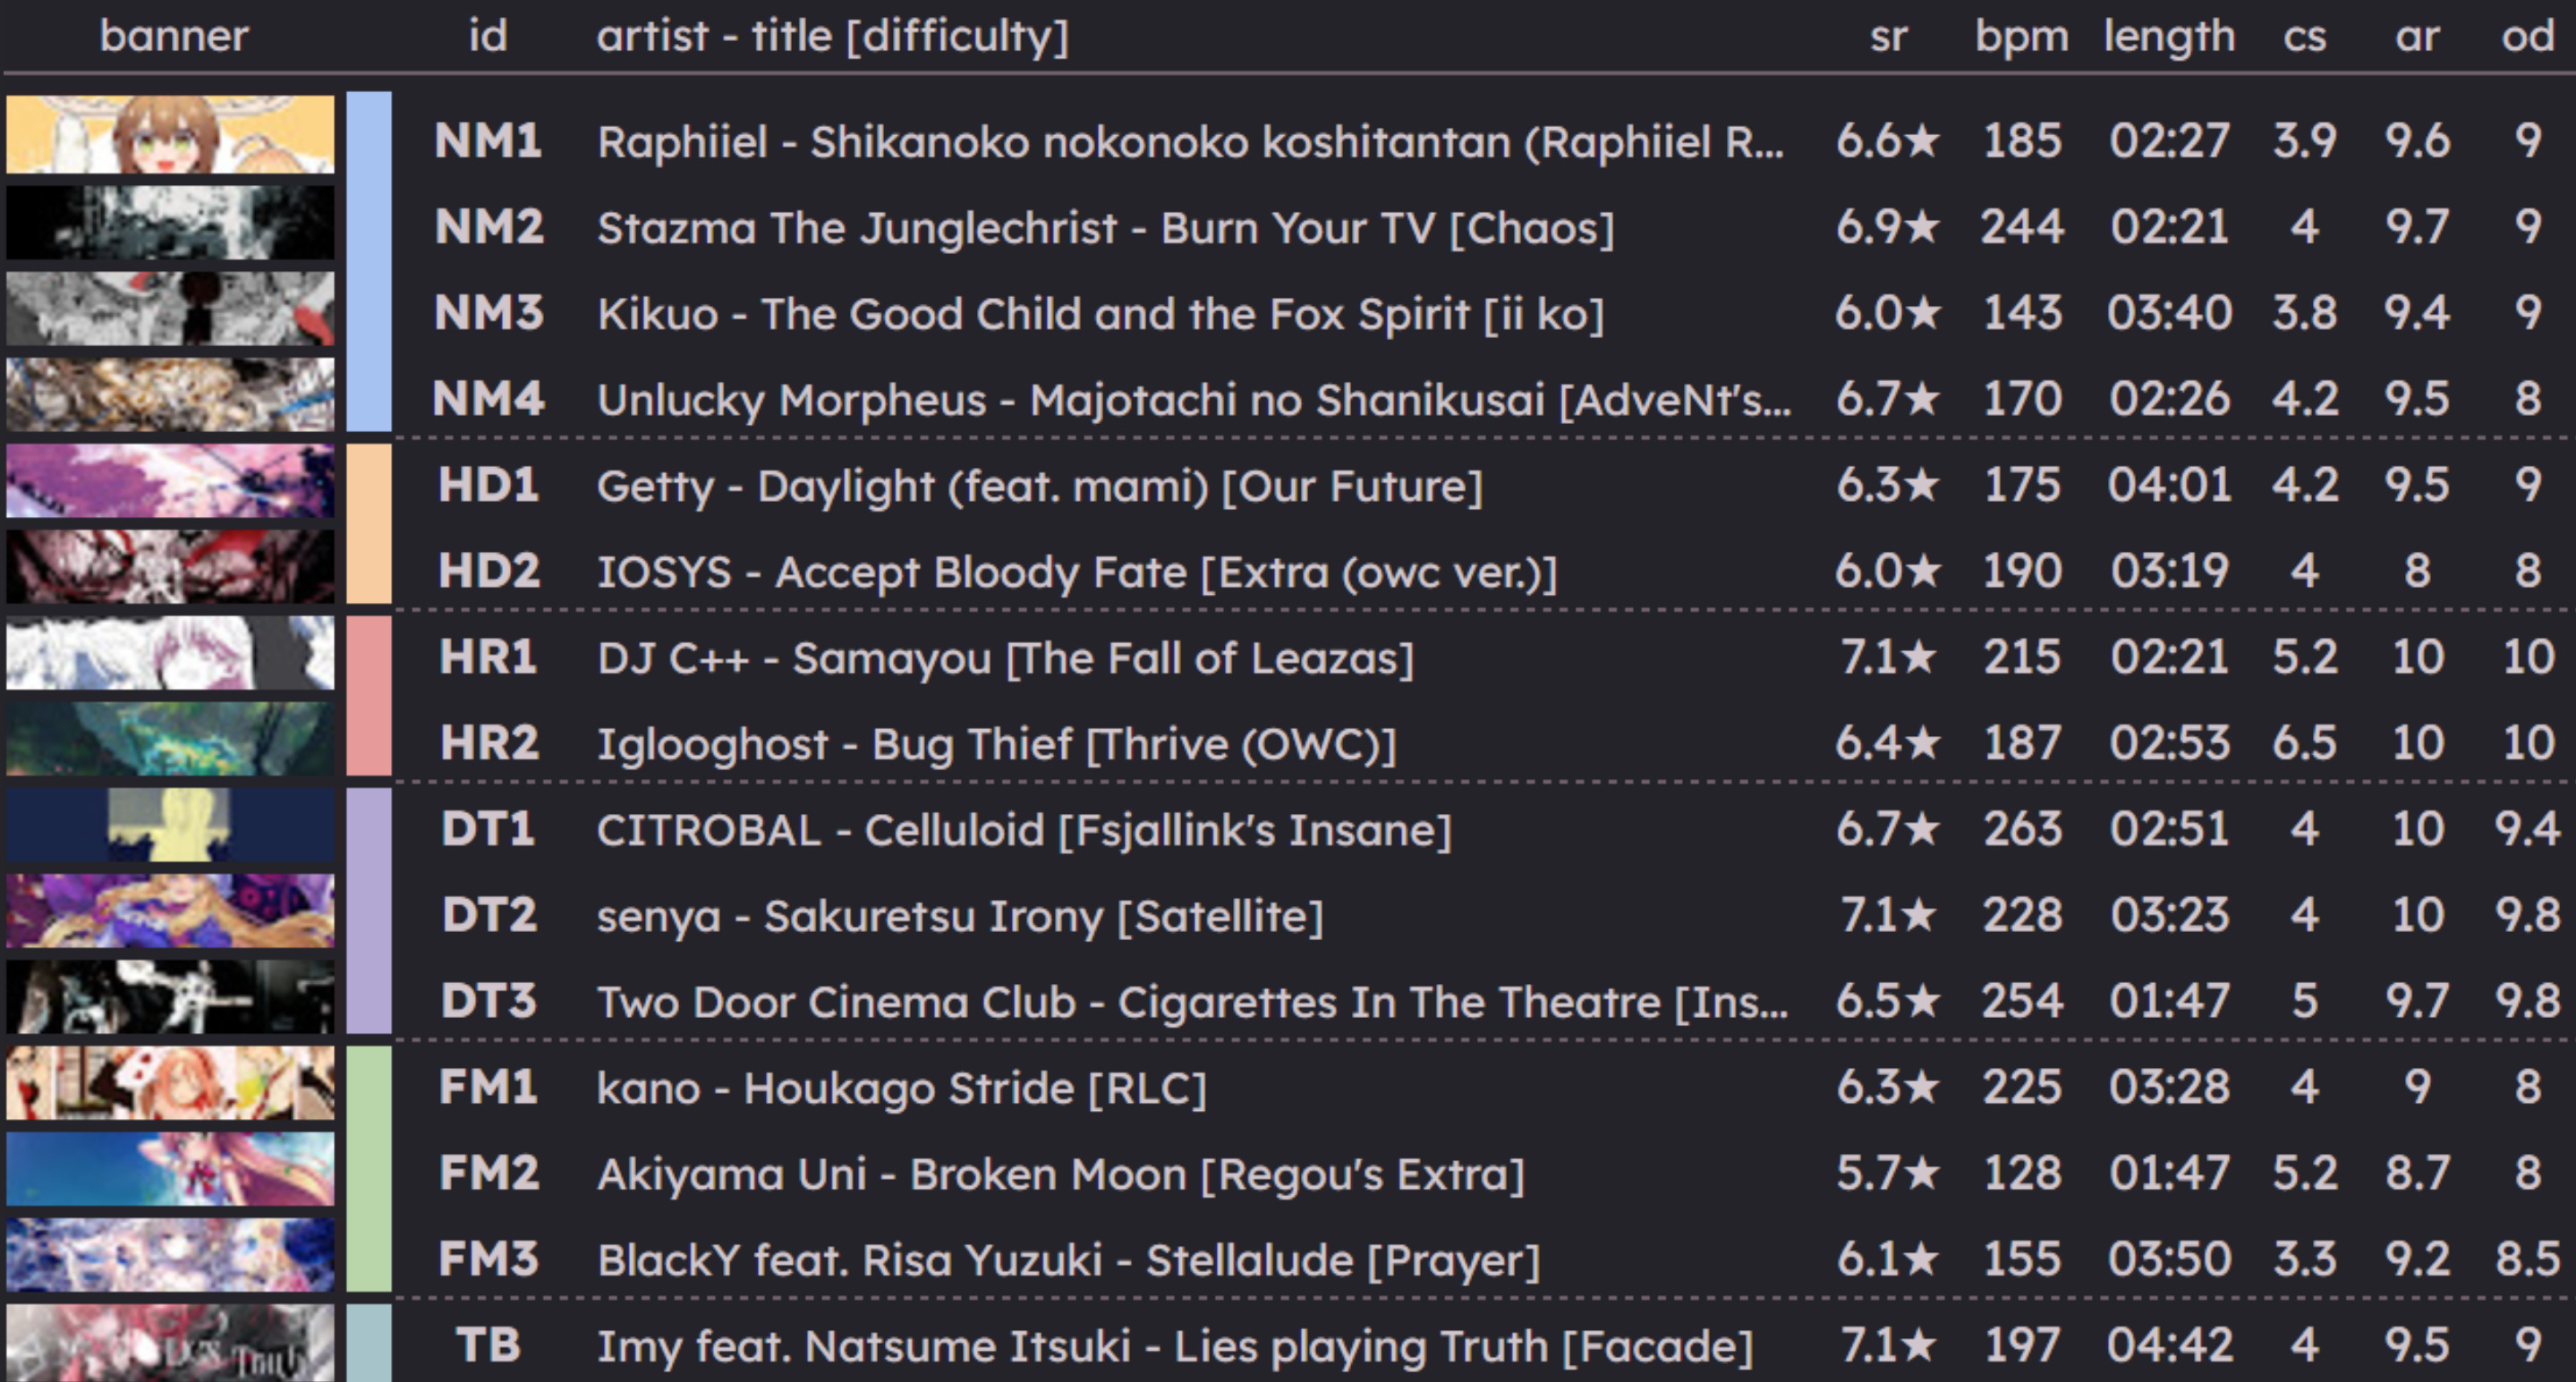 banner id artist - title [difficulty] sr bpm length cs ar od
NM1 Raphiiel - Shikanoko nokonoko koshitantan (Raphiiel R... 6.6★ 185 02:27 3.9 9.6 9
NM2 Stazma The Junglechrist - Burn Your TV [Chaos] 6.9★ 244 02:21 4 9.7 9
NM3 Kikuo - The Good Child and the Fox Spirit [ii ko] 6.0★ 143 03:40 3.8 9.4 9
NM4 Unlucky Morpheus - Majotachi no Shanikusai [AdveNt's... 6.7★ 170 02:26 4.2 9.5 8
HD1 Getty - Daylight (feat. mami) [Our Future] 6.3★ 175 04:01 4.2 9.5 9
HD2 IOSYS - Accept Bloody Fate [Extra (owc ver.)] 6.0★ 190 03:19 4 8 8
HR1 DJ C++ - Samayou [The Fall of Leazas] 7.1★ 215 02:21 5.2 10 10
HR2 Iglooghost - Bug Thief [Thrive (OWC)] 6.4★ 187 02:53 6.5 10 10
DT1 CITROBAL - Celluloid [Fsjallink's Insane] 6.7★ 263 02:51 4 10 9.4
DT2 senya - Sakuretsu Irony [Satellite] 7.1★ 228 03:23 4 10 9.8
DT3 Two Door Cinema Club - Cigarettes In The Theatre [Ins... 6.5★ 254 01:47 5 9.7 9.8
FM1 kano - Houkago Stride [RLC] 6.3★ 225 03:28 4 9 8
FM2 Akiyama Uni - Broken Moon [Regou's Extra] 5.7★ 128 01:47 5.2 8.7 8
FM3 BlackY feat. Risa Yuzuki - Stellalude [Prayer] 6.1★ 155 03:50 3.3 9.2 8.5
TB Imy feat. Natsume Itsuki - Lies playing Truth [Facade] 7.1★ 197 04:42 4 9.5 9